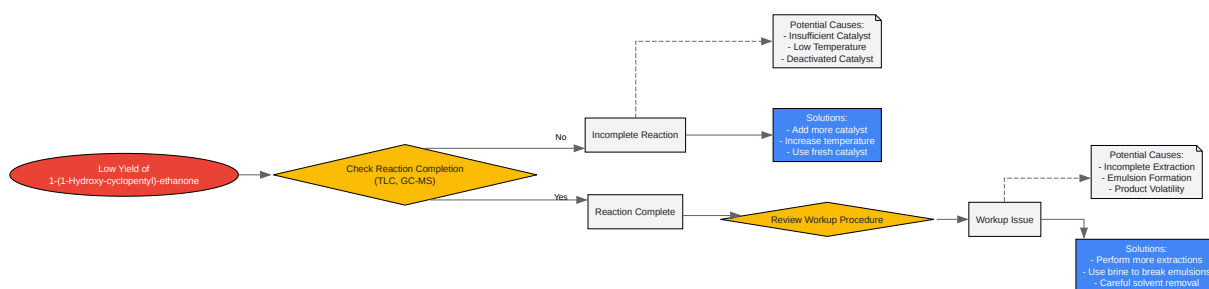 Potential Causes:
- Insufficient Catalyst
- Low Temperature
- Deactivated Catalyst
No
Incomplete Reaction
Solutions:
- Add more catalyst
- Increase temperature
- Use fresh catalyst
Low Yield of
1-(1-Hydroxy-cyclopentyl)-ethanone
Check Reaction Completion
(TLC, GC-MS)
Yes
Reaction Complete
Review Workup Procedure
Workup Issue
Potential Causes:
- Incomplete Extraction
- Emulsion Formation
- Product Volatility
Solutions:
- Perform more extractions
- Use brine to break emulsions
- Careful solvent removal